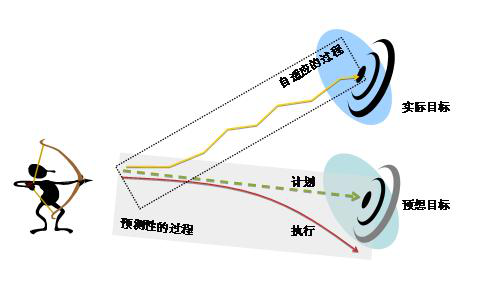 自适应的过程
实际目标
计划
预想目标
预测性的过程
执行